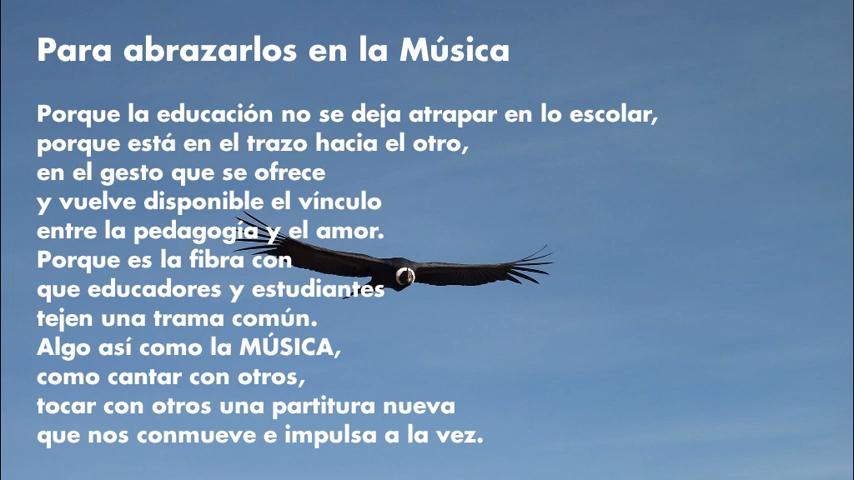 Para abrazarlos en la Música
Porque la educación no se deja atrapar en lo escolar,
porque está en el trazo hacia el otro,
en el gesto que se ofrece
y vuelve disponible el vínculo
entre la pedagogía y el amor.
Porque es la fibra con
que educadores y estudiantes
tejen una trama común.
Algo así como la MÚSICA,
como cantar con otros,
tocar con otros una partitura nueva
que nos conmueve e impulsa a la vez.